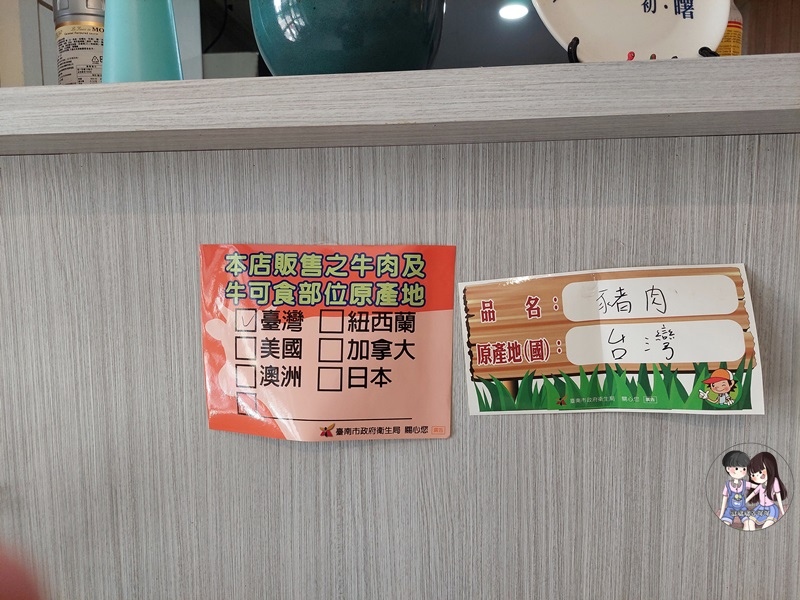 初・曙
本店販售之牛肉及
牛可食部位原產地
☑臺灣 □紐西蘭
□美國 □加拿大
□澳洲 □日本
□
臺南市政府衛生局 關心您
品名：豬肉
原產地(國)：台灣
臺南市政府衛生局 關心您